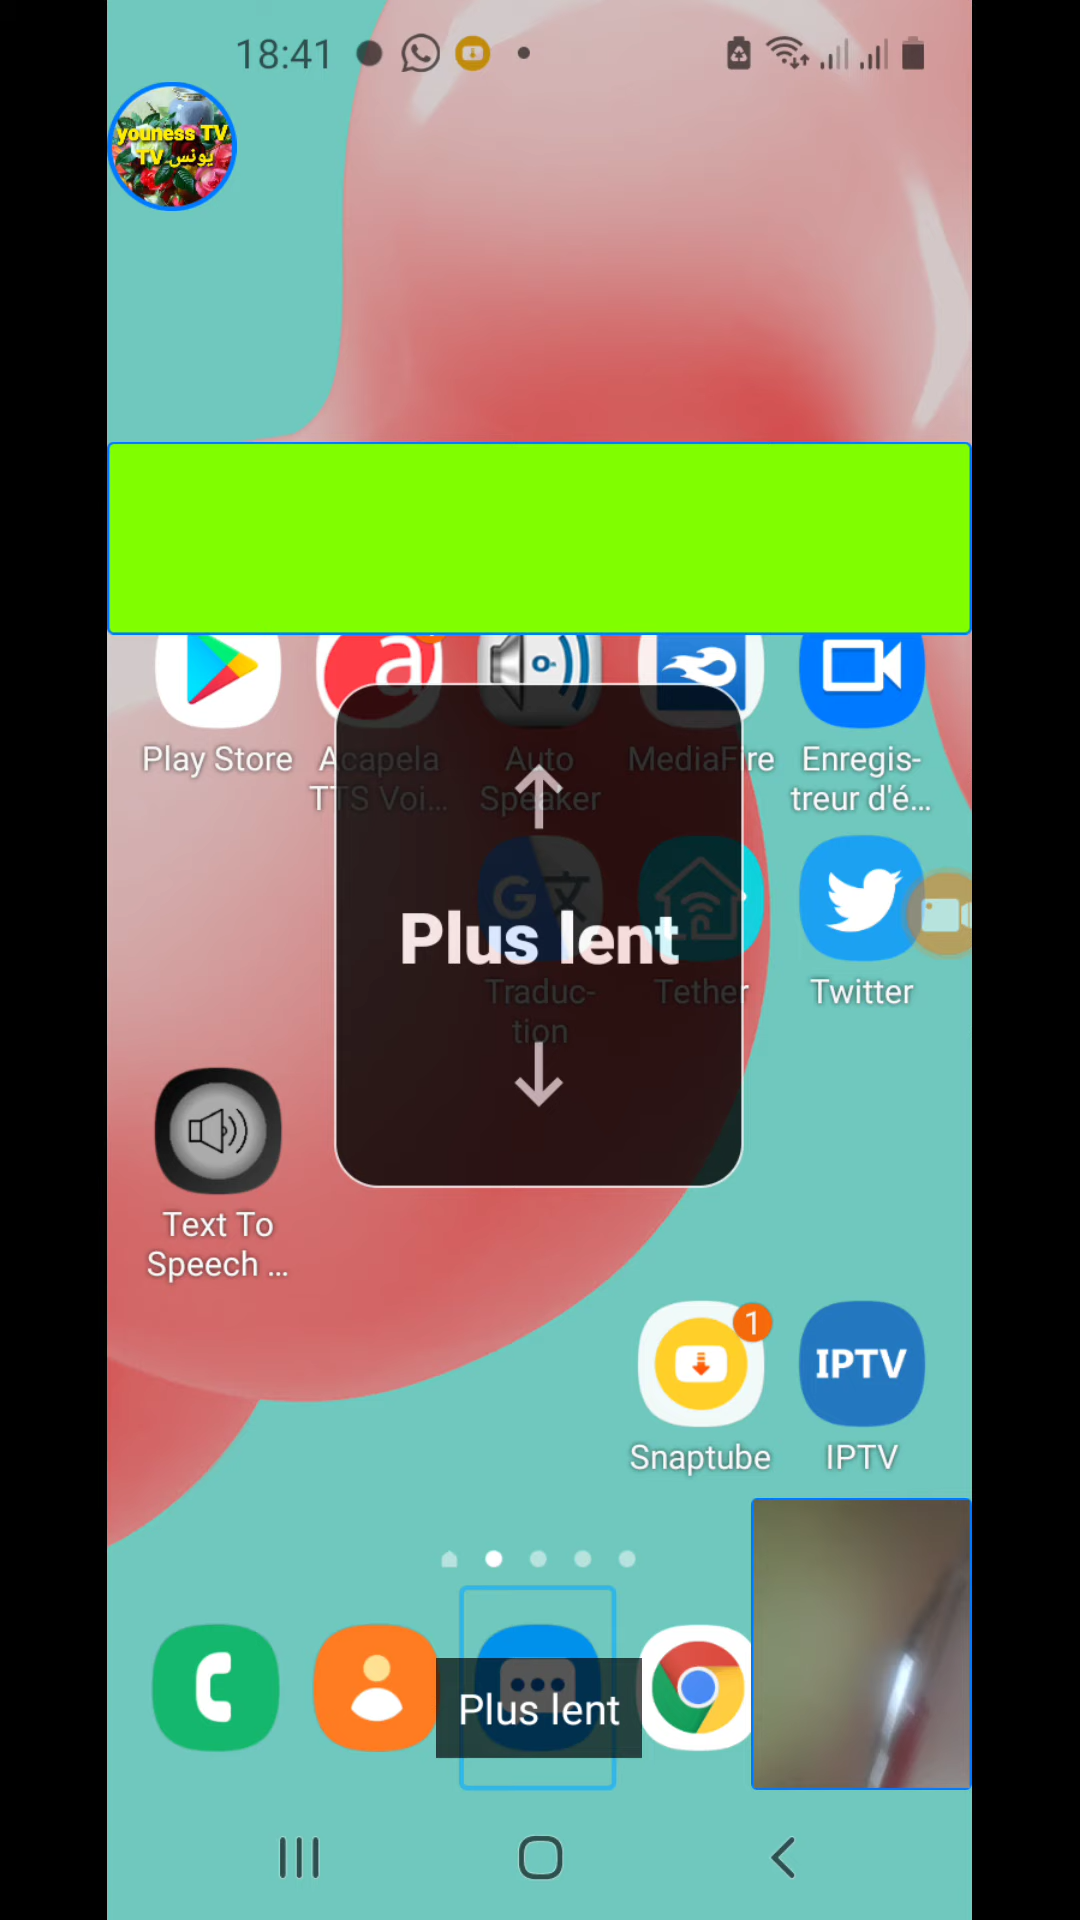 18:41
youness TV
يونس TV
Play Store
Acapela
TTS Voi...
Auto
Speaker
MediaFire
Enregis-
treur d'é...
Plus lent
Traduc-
tion
Tether
Twitter
Text To
Speech ...
1
IPTV
Snaptube
IPTV
Plus lent